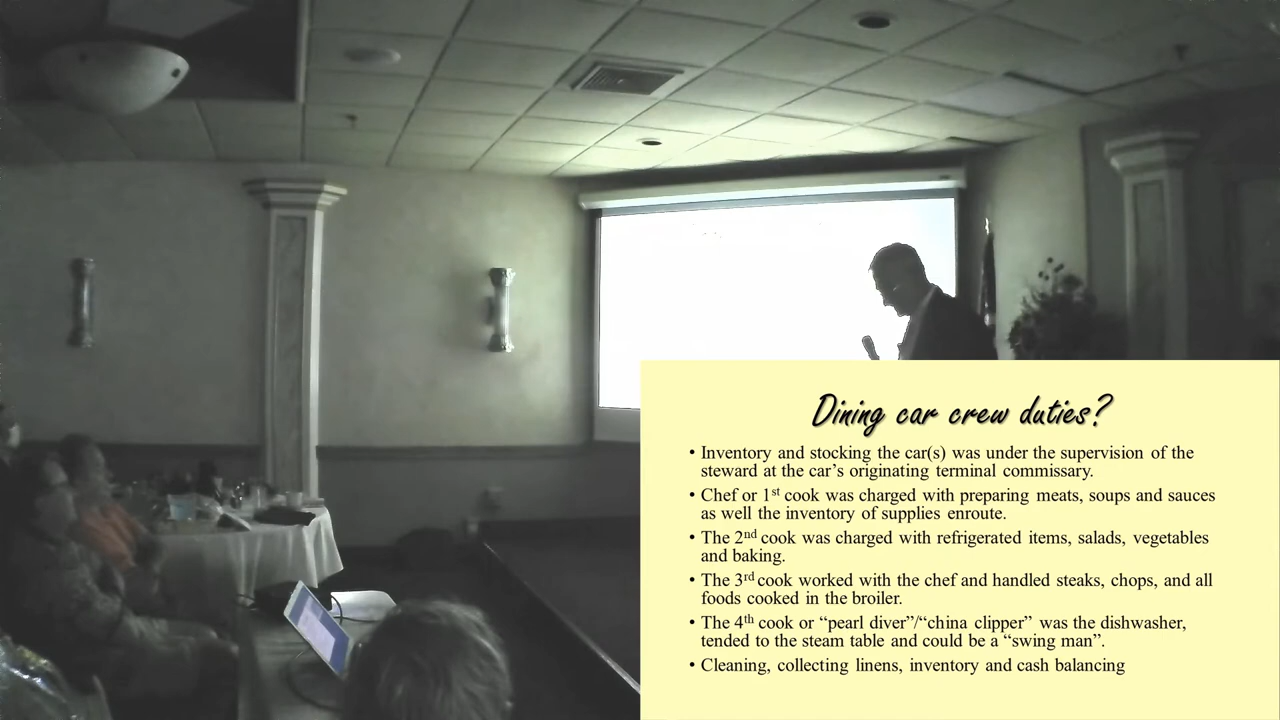 Dining car crew duties?
• Inventory and stocking the car(s) was under the supervision of the
steward at the car’s originating terminal commissary.
• Chef or 1st cook was charged with preparing meats, soups and sauces
as well the inventory of supplies enroute.
• The 2nd cook was charged with refrigerated items, salads, vegetables
and baking.
• The 3rd cook worked with the chef and handled steaks, chops, and all
foods cooked in the broiler.
• The 4th cook or “pearl diver”/“china clipper” was the dishwasher,
tended to the steam table and could be a “swing man”.
• Cleaning, collecting linens, inventory and cash balancing